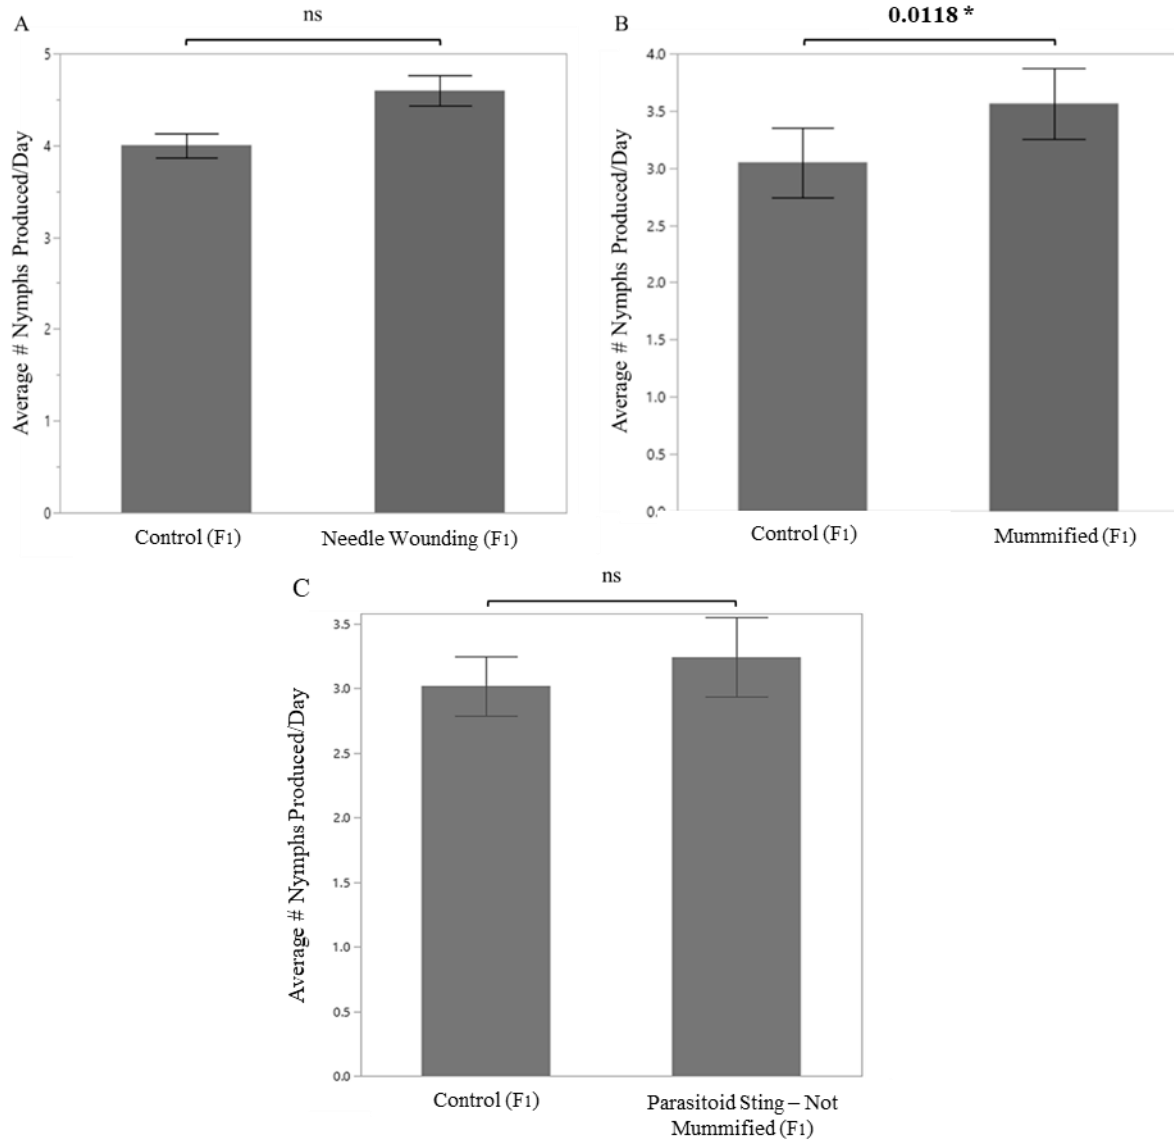 A
ns
Average # Nymphs Produced/Day
5
4
3
2
1
0
Control (F1)
Needle Wounding (F1)
B
0.0118 *
Average # Nymphs Produced/Day
4.0
3.5
3.0
2.5
2.0
1.5
1.0
0.5
0.0
Control (F1)
Mummified (F1)
C
ns
Average # Nymphs Produced/Day
3.5
3.0
2.5
2.0
1.5
1.0
0.5
0.0
Control (F1)
Parasitoid Sting – Not
Mummified (F1)